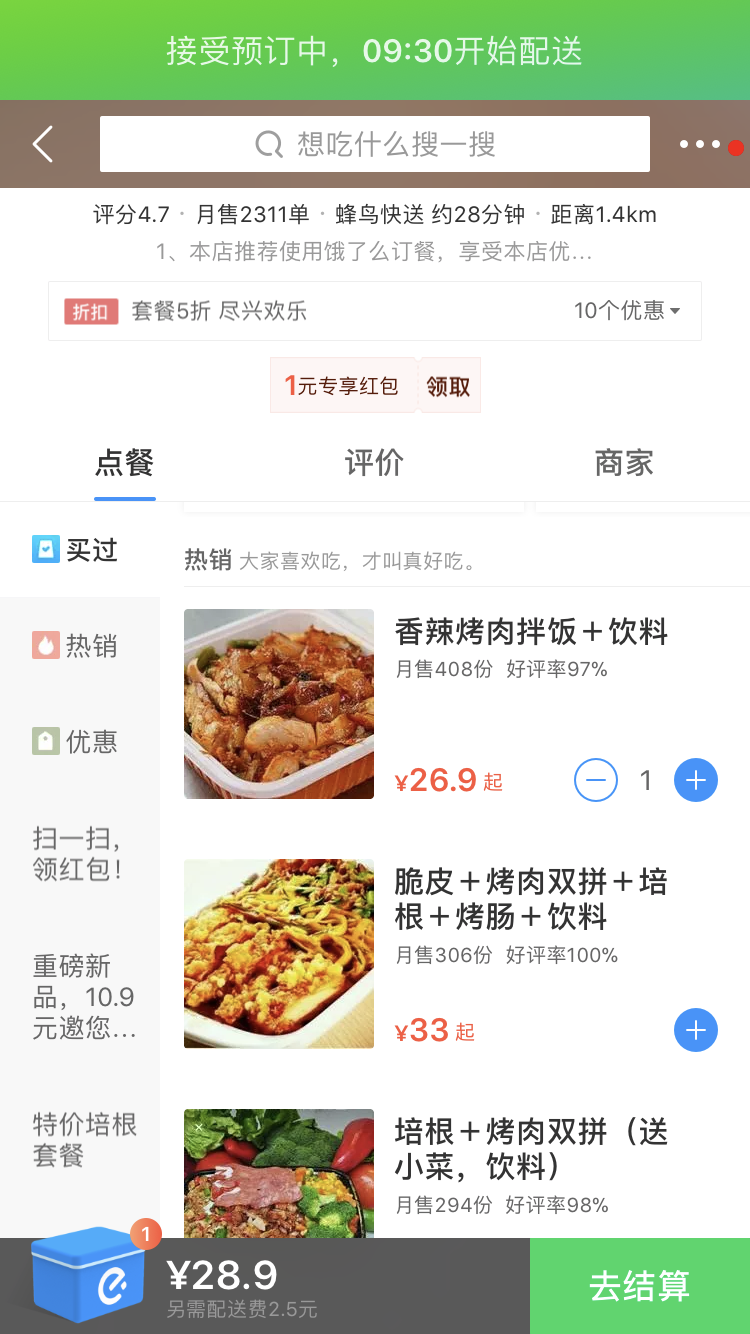 接受预订中，09:30开始配送
想吃什么搜一搜
评分4.7 · 月售2311单 · 蜂鸟快送 约28分钟 · 距离1.4km
1、本店推荐使用饿了么订餐，享受本店优...
折扣 套餐5折 尽兴欢乐 10个优惠
1元专享红包 领取
点餐 评价 商家
买过
热销
优惠
扫一扫，
领红包！
重磅新
品，10.9
元邀您...
特价培根
套餐
热销 大家喜欢吃，才叫真好吃。
香辣烤肉拌饭＋饮料
月售408份 好评率97%
¥26.9 起 1
脆皮＋烤肉双拼＋培
根＋烤肠＋饮料
月售306份 好评率100%
¥33 起
培根＋烤肉双拼（送
小菜，饮料）
月售294份 好评率98%
1
¥28.9
另需配送费2.5元
去结算